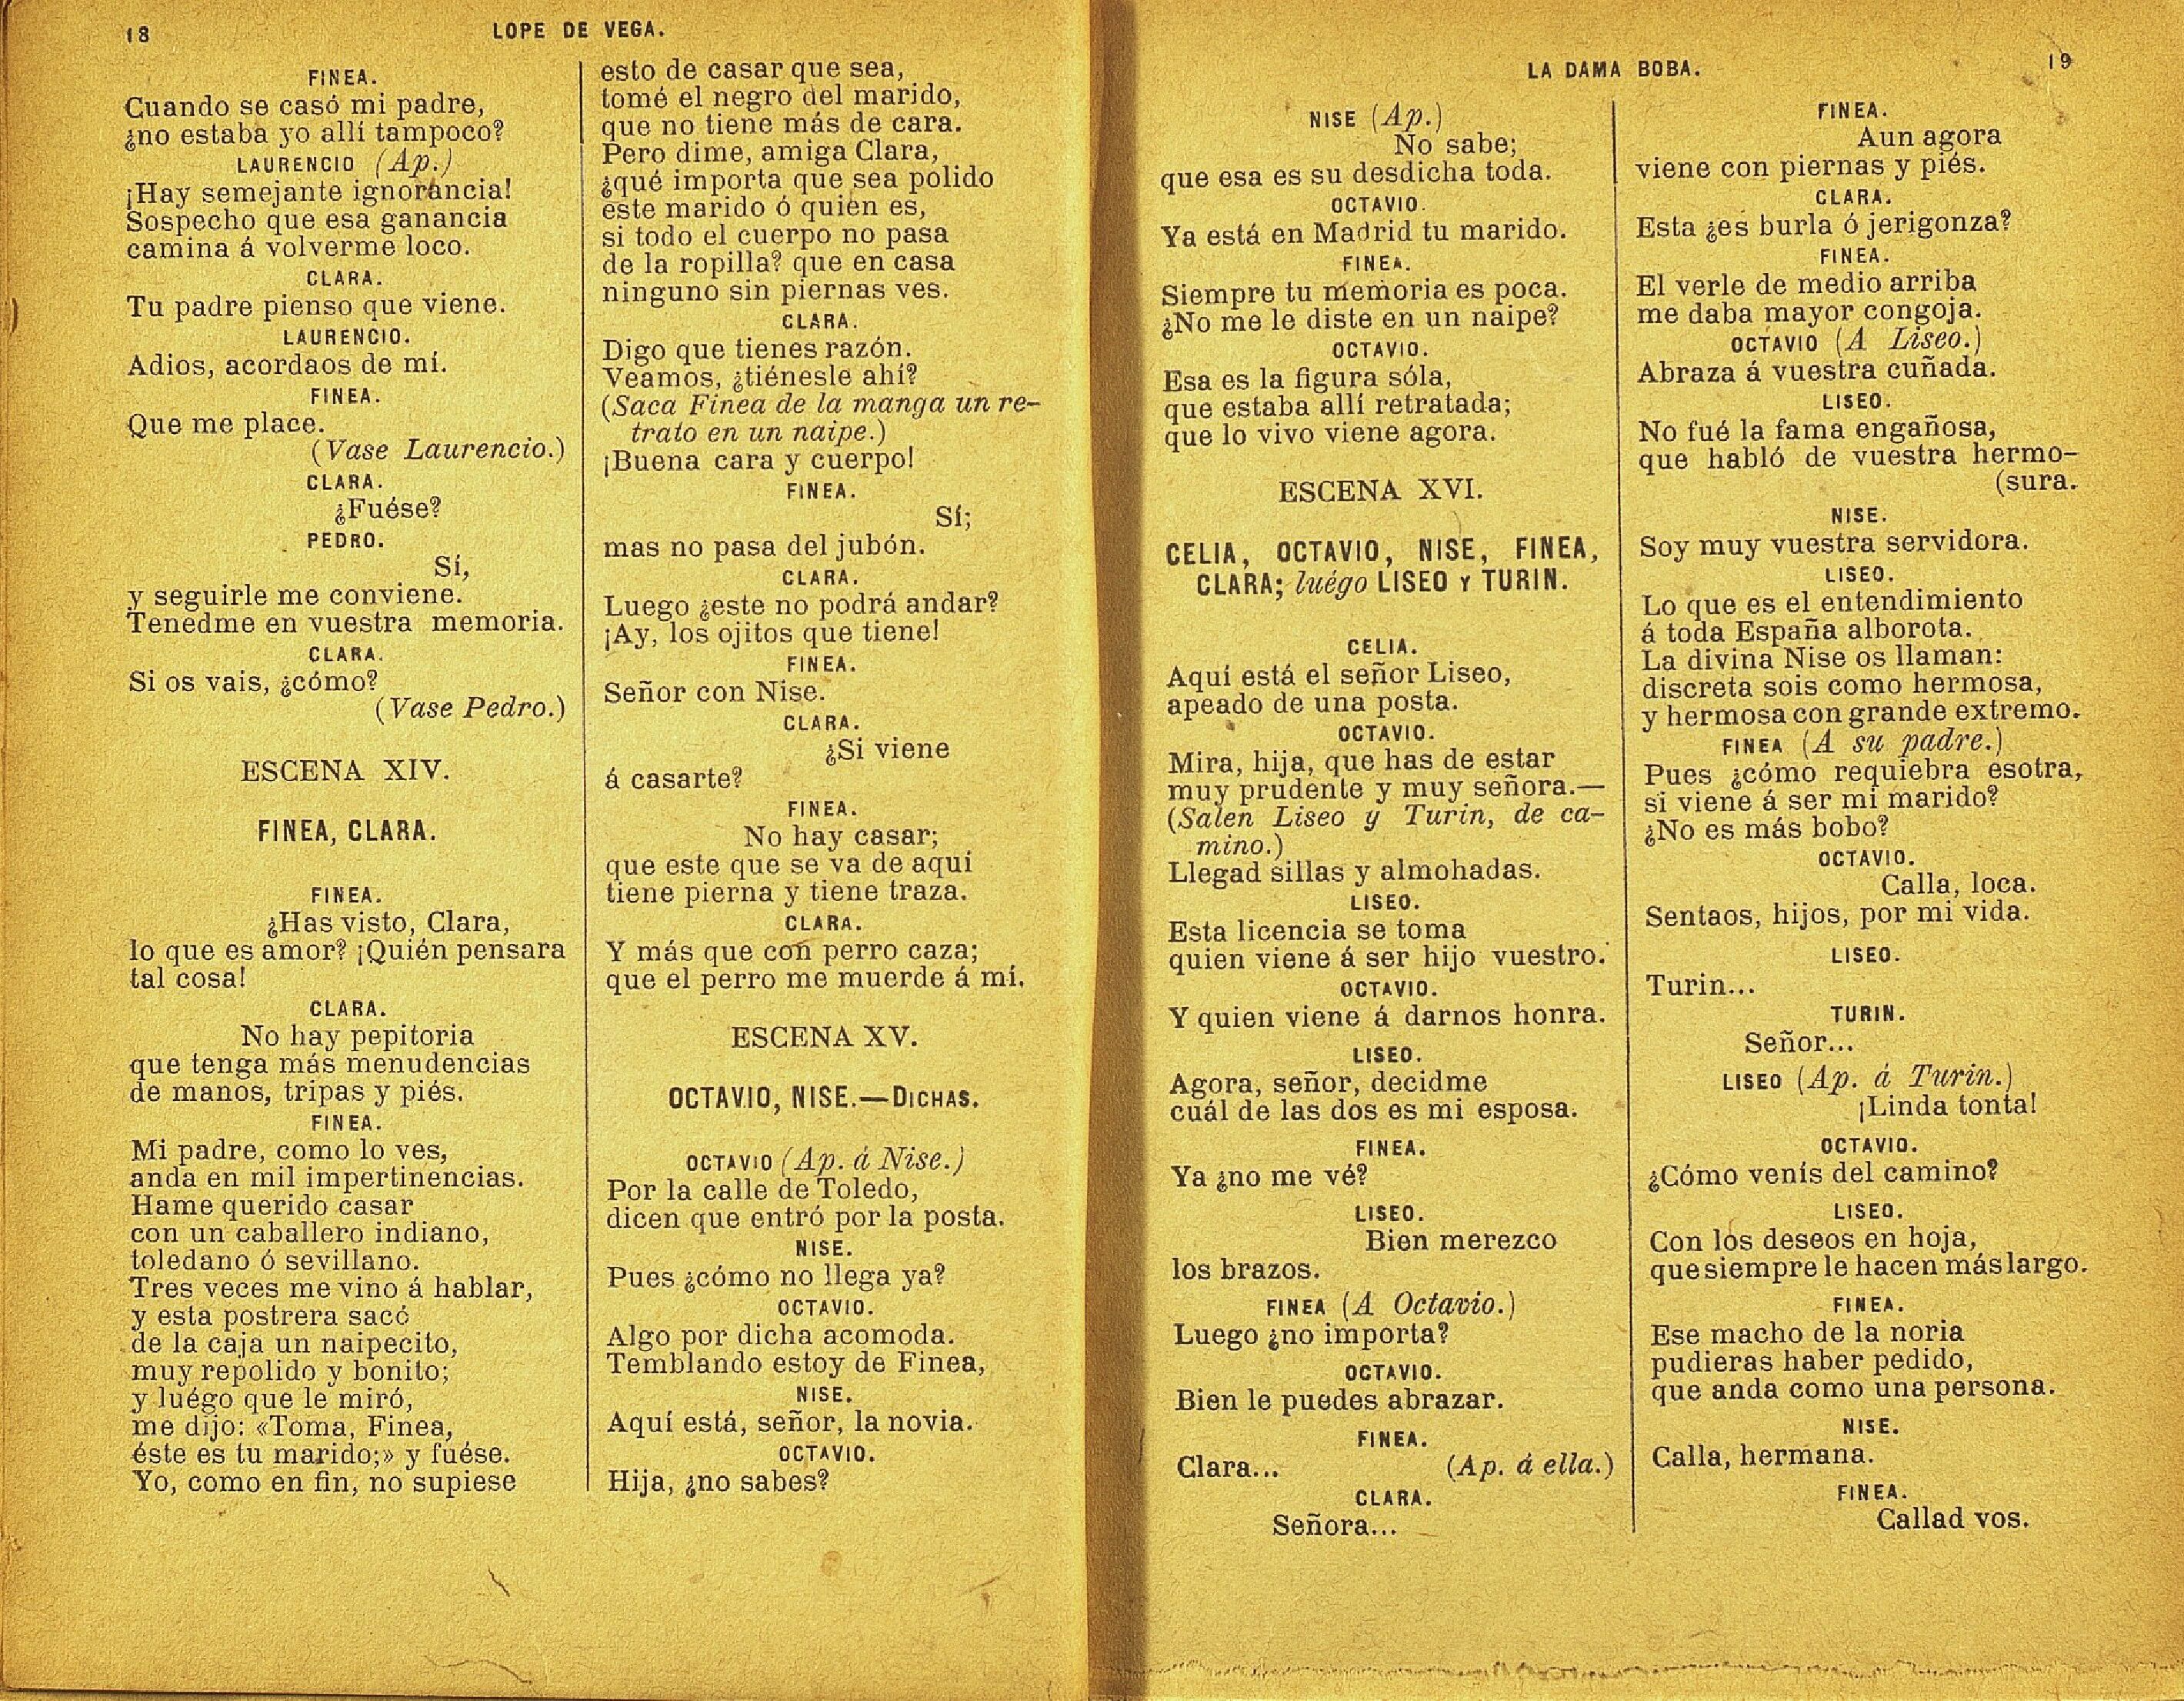 18
LOPE DE VEGA.
FINEA.
Cuando se casó mi padre,
¿no estaba yo allí tampoco?
LAURENCIO (Ap.)
¡Hay semejante ignorancia!
Sospecho que esa ganancia
camina á volverme loco.
CLARA.
Tu padre pienso que viene.
LAURENCIO.
Adios, acordaos de mí.
FINEA.
Que me place.
(Vase Laurencio.)
CLARA.
¿Fuése?
PEDRO.
Sí,
y seguirle me conviene.
Tenedme en vuestra memoria.
CLARA.
Si os vais, ¿cómo?
(Vase Pedro.)
ESCENA XIV.
FINEA, CLARA.
FINEA.
¿Has visto, Clara,
lo que es amor? ¡Quién pensara
tal cosa!
CLARA.
No hay pepitoria
que tenga más menudencias
de manos, tripas y piés.
FINEA.
Mi padre, como lo ves,
anda en mil impertinencias.
Hame querido casar
con un caballero indiano,
toledano ó sevillano.
Tres veces me vino á hablar,
y esta postrera sacó
de la caja un naipecito,
muy repolido y bonito;
y luégo que le miró,
me dijo: «Toma, Finea,
éste es tu marido;» y fuése.
Yo, como en fin, no supiese
esto de casar que sea,
tomé el negro del marido,
que no tiene más de cara.
Pero dime, amiga Clara,
¿qué importa que sea polido
este marido ó quién es,
si todo el cuerpo no pasa
de la ropilla? que en casa
ninguno sin piernas ves.
CLARA.
Digo que tienes razón.
Veamos, ¿tiénesle ahí?
(Saca Finea de la manga un re-
trato en un naipe.)
¡Buena cara y cuerpo!
FINEA.
Sí;
mas no pasa del jubón.
CLARA.
Luego ¿este no podrá andar?
¡Ay, los ojitos que tiene!
FINEA.
Señor con Nise.
CLARA.
¿Si viene
á casarte?
FINEA.
No hay casar;
que este que se va de aquí
tiene pierna y tiene traza.
CLARA.
Y más que con perro caza;
que el perro me muerde á mí.
ESCENA XV.
OCTAVIO, NISE.—DICHAS.
OCTAVIO (Ap. á Nise.)
Por la calle de Toledo,
dicen que entró por la posta.
NISE.
Pues ¿cómo no llega ya?
OCTAVIO.
Algo por dicha acomoda.
Temblando estoy de Finea,
NISE.
Aquí está, señor, la novia.
OCTAVIO.
Hija, ¿no sabes?
LA DAMA BOBA.
19
NISE (Ap.)
No sabe;
que esa es su desdicha toda.
OCTAVIO.
Ya está en Madrid tu marido.
FINEA.
Siempre tu memoria es poca.
¿No me le diste en un naipe?
OCTAVIO.
Esa es la figura sóla,
que estaba allí retratada;
que lo vivo viene agora.
ESCENA XVI.
CELIA, OCTAVIO, NISE, FINEA,
CLARA; luégo LISEO Y TURIN.
CELIA.
Aquí está el señor Liseo,
apeado de una posta.
OCTAVIO.
Mira, hija, que has de estar
muy prudente y muy señora.—
(Salen Liseo y Turin, de ca-
mino.)
Llegad sillas y almohadas.
LISEO.
Esta licencia se toma
quien viene á ser hijo vuestro.
OCTAVIO.
Y quien viene á darnos honra.
LISEO.
Agora, señor, decidme
cuál de las dos es mi esposa.
FINEA.
Ya ¿no me vé?
LISEO.
Bien merezco
los brazos.
FINEA (A Octavio.)
Luego ¿no importa?
OCTAVIO.
Bien le puedes abrazar.
FINEA.
Clara... (Ap. á ella.)
CLARA.
Señora...
FINEA.
Aun agora
viene con piernas y piés.
CLARA.
Esta ¿es burla ó jerigonza?
FINEA.
El verle de medio arriba
me daba mayor congoja.
OCTAVIO (A Liseo.)
Abraza á vuestra cuñada.
LISEO.
No fué la fama engañosa,
que habló de vuestra hermo-
(sura.
NISE.
Soy muy vuestra servidora.
LISEO.
Lo que es el entendimiento
á toda España alborota.
La divina Nise os llaman:
discreta sois como hermosa,
y hermosa con grande extremo.
FINEA (A su padre.)
Pues ¿cómo requiebra esotra,
si viene á ser mi marido?
¿No es más bobo?
OCTAVIO.
Calla, loca.
Sentaos, hijos, por mi vida.
LISEO.
Turin...
TURIN.
Señor...
LISEO (Ap. á Turin.)
¡Linda tonta!
OCTAVIO.
¿Cómo venís del camino?
LISEO.
Con los deseos en hoja,
que siempre le hacen más largo.
FINEA.
Ese macho de la noria
pudieras haber pedido,
que anda como una persona.
NISE.
Calla, hermana.
FINEA.
Callad vos.